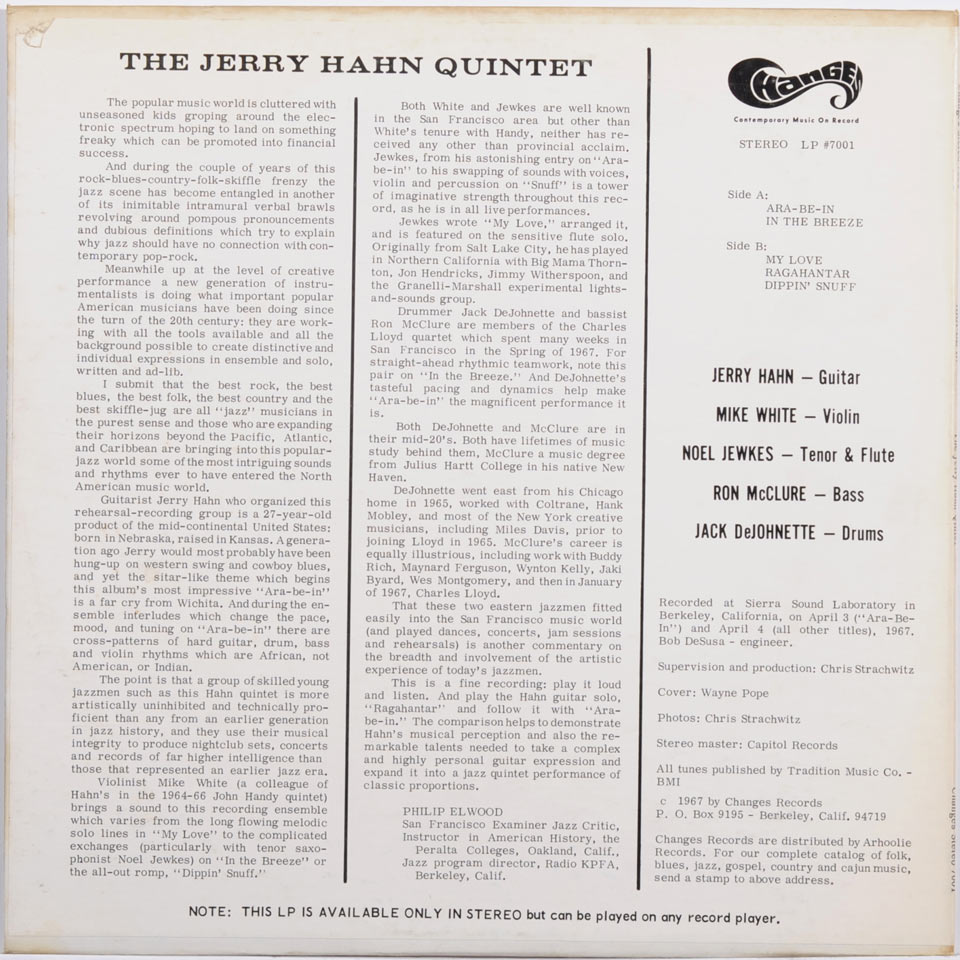 THE JERRY HAHN QUINTET
The popular music world is cluttered with
unseasoned kids groping around the elec-
tronic spectrum hoping to land on something
freaky which can be promoted into financial
success.
And during the couple of years of this
rock-blues-country-folk-skiffle frenzy the
jazz scene has become entangled in another
of its inimitable intramural verbal brawls
revolving around pompous pronouncements
and dubious definitions which try to explain
why jazz should have no connection with con-
temporary pop-rock.
Meanwhile up at the level of creative
performance a new generation of instru-
mentalists is doing what important popular
American musicians have been doing since
the turn of the 20th century: they are work-
ing with all the tools available and all the
background possible to create distinctive and
individual expressions in ensemble and solo,
written and ad-lib.
I submit that the best rock, the best
blues, the best folk, the best country and the
best skiffle-jug are all "jazz" musicians in
the purest sense and those who are expanding
their horizons beyond the Pacific, Atlantic,
and Caribbean are bringing into this popular-
jazz world some of the most intriguing sounds
and rhythms ever to have entered the North
American music world.
Guitarist Jerry Hahn who organized this
rehearsal-recording group is a 27-year-old
product of the mid-continental United States:
born in Nebraska, raised in Kansas. A genera-
tion ago Jerry would most probably have been
hung-up on western swing and cowboy blues,
and yet the sitar-like theme which begins
this album's most impressive "Ara-be-in"
is a far cry from Wichita. And during the en-
semble interludes which change the pace,
mood, and tuning on "Ara-be-in" there are
cross-patterns of hard guitar, drum, bass
and violin rhythms which are African, not
American, or Indian.
The point is that a group of skilled young
jazzmen such as this Hahn quintet is more
artistically uninhibited and technically pro-
ficient than any from an earlier generation
in jazz history, and they use their musical
integrity to produce nightclub sets, concerts
and records of far higher intelligence than
those that represented an earlier jazz era.
Violinist Mike White (a colleague of
Hahn's in the 1964-66 John Handy quintet)
brings a sound to this recording ensemble
which varies from the long flowing melodic
solo lines in "My Love" to the complicated
exchanges (particularly with tenor saxo-
phonist Noel Jewkes) on "In the Breeze" or
the all-out romp, "Dippin' Snuff."
Both White and Jewkes are well known
in the San Francisco area but other than
White's tenure with Handy, neither has re-
ceived any other than provincial acclaim.
Jewkes, from his astonishing entry on "Ara-
be-in" to his swapping of sounds with voices,
violin and percussion on "Snuff" is a tower
of imaginative strength throughout this rec-
ord, as he is in all live performances.
Jewkes wrote "My Love," arranged it,
and is featured on the sensitive flute solo.
Originally from Salt Lake City, he has played
in Northern California with Big Mama Thorn-
ton, Jon Hendricks, Jimmy Witherspoon, and
the Granelli-Marshall experimental lights-
and-sounds group.
Drummer Jack DeJohnette and bassist
Ron McClure are members of the Charles
Lloyd quartet which spent many weeks in
San Francisco in the Spring of 1967. For
straight-ahead rhythmic teamwork, note this
pair on "In the Breeze." And DeJohnette's
tasteful pacing and dynamics help make
"Ara-be-in" the magnificent performance it
is.
Both DeJohnette and McClure are in
their mid-20's. Both have lifetimes of music
study behind them, McClure a music degree
from Julius Hartt College in his native New
Haven.
DeJohnette went east from his Chicago
home in 1965, worked with Coltrane, Hank
Mobley, and most of the New York creative
musicians, including Miles Davis, prior to
joining Lloyd in 1965. McClure's career is
equally illustrious, including work with Buddy
Rich, Maynard Ferguson, Wynton Kelly, Jaki
Byard, Wes Montgomery, and then in January
of 1967, Charles Lloyd.
That these two eastern jazzmen fitted
easily into the San Francisco music world
(and played dances, concerts, jam sessions
and rehearsals) is another commentary on
the breadth and involvement of the artistic
experience of today's jazzmen.
This is a fine recording: play it loud
and listen. And play the Hahn guitar solo,
"Ragahantar" and follow it with "Ara-
be-in." The comparison helps to demonstrate
Hahn's musical perception and also the re-
markable talents needed to take a complex
and highly personal guitar expression and
expand it into a jazz quintet performance of
classic proportions.
PHILIP ELWOOD
San Francisco Examiner Jazz Critic,
Instructor in American History, the
Peralta Colleges, Oakland, Calif.,
Jazz program director, Radio KPFA,
Berkeley, Calif.
CHANGES
Contemporary Music On Record
STEREO LP #7001
Side A:
ARA-BE-IN
IN THE BREEZE
Side B:
MY LOVE
RAGAHANTAR
DIPPIN' SNUFF
JERRY HAHN – Guitar
MIKE WHITE – Violin
NOEL JEWKES – Tenor & Flute
RON McCLURE – Bass
JACK DeJOHNETTE – Drums
Recorded at Sierra Sound Laboratory in
Berkeley, California, on April 3 ("Ara-Be-
In") and April 4 (all other titles), 1967.
Bob DeSusa - engineer.
Supervision and production: Chris Strachwitz
Cover: Wayne Pope
Photos: Chris Strachwitz
Stereo master: Capitol Records
All tunes published by Tradition Music Co. -
BMI
c 1967 by Changes Records
P. O. Box 9195 - Berkeley, Calif. 94719
Changes Records are distributed by Arhoolie
Records. For our complete catalog of folk,
blues, jazz, gospel, country and cajun music,
send a stamp to above address.
NOTE: THIS LP IS AVAILABLE ONLY IN STEREO but can be played on any record player.